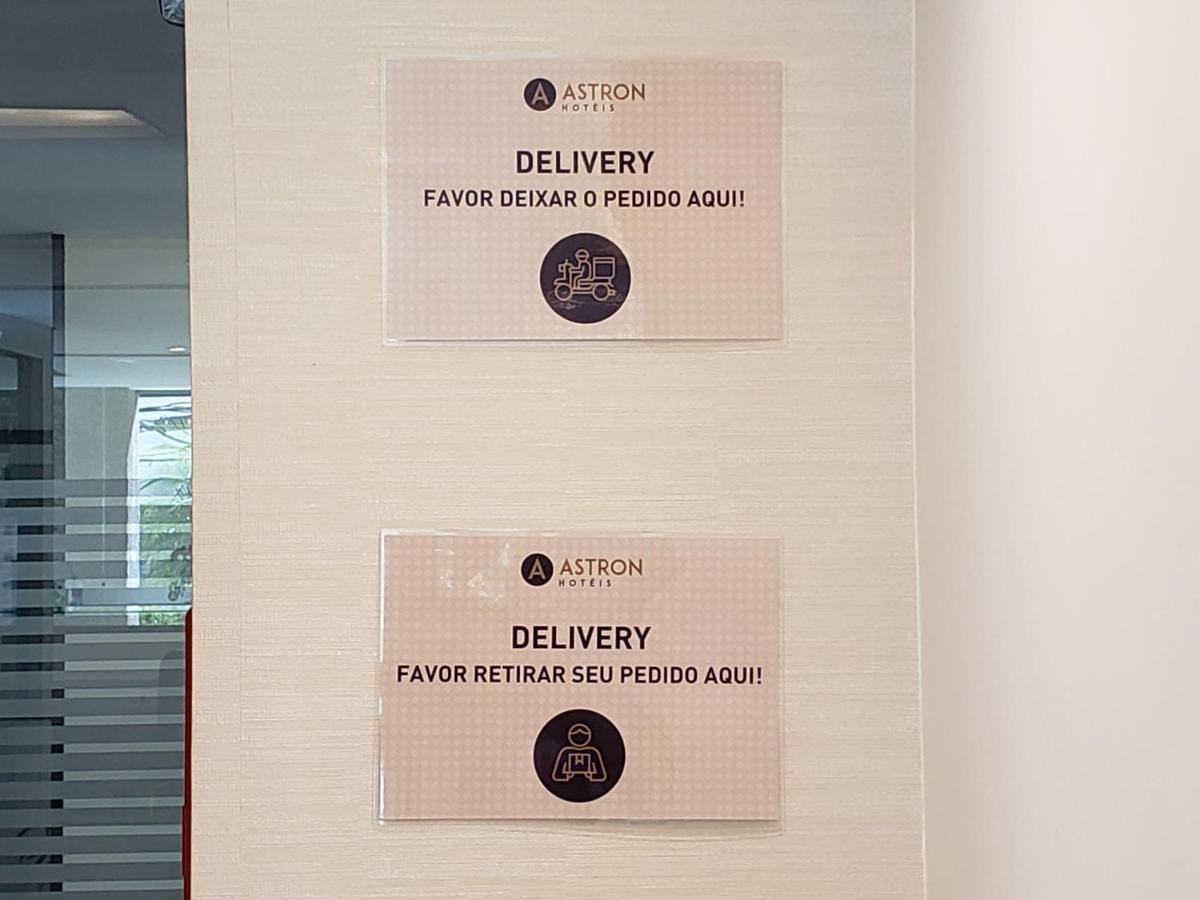 A ASTRON
HOTÉIS
DELIVERY
FAVOR DEIXAR O PEDIDO AQUI!
A ASTRON
HOTÉIS
DELIVERY
FAVOR RETIRAR SEU PEDIDO AQUI!